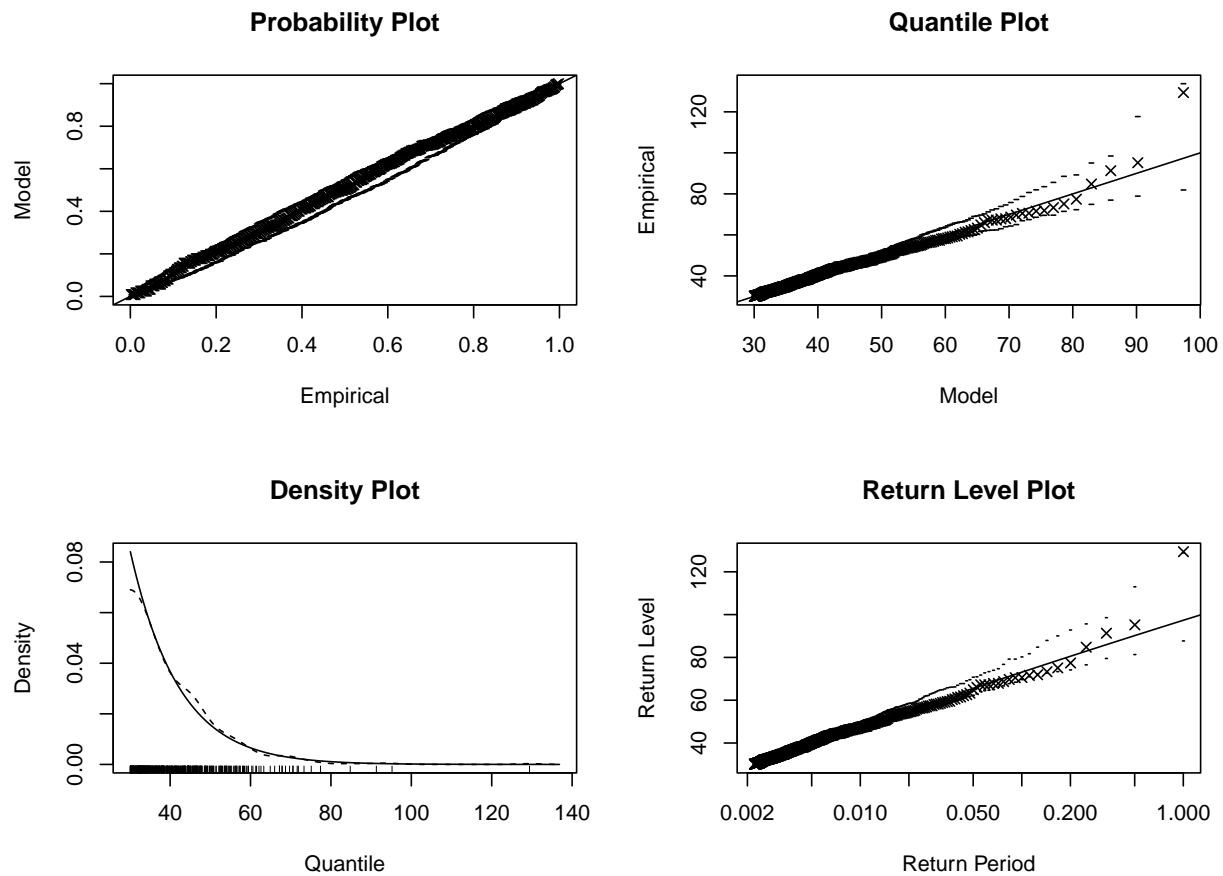 Probability Plot
Model
0.0 0.4 0.8
0.0 0.2 0.4 0.6 0.8 1.0
Empirical
Quantile Plot
Empirical
40 80 120
30 40 50 60 70 80 90 100
Model
Density Plot
Density
0.00 0.04 0.08
40 60 80 100 120 140
Quantile
Return Level Plot
Return Level
40 60 80 120
0.002 0.010 0.050 0.200 1.000
Return Period